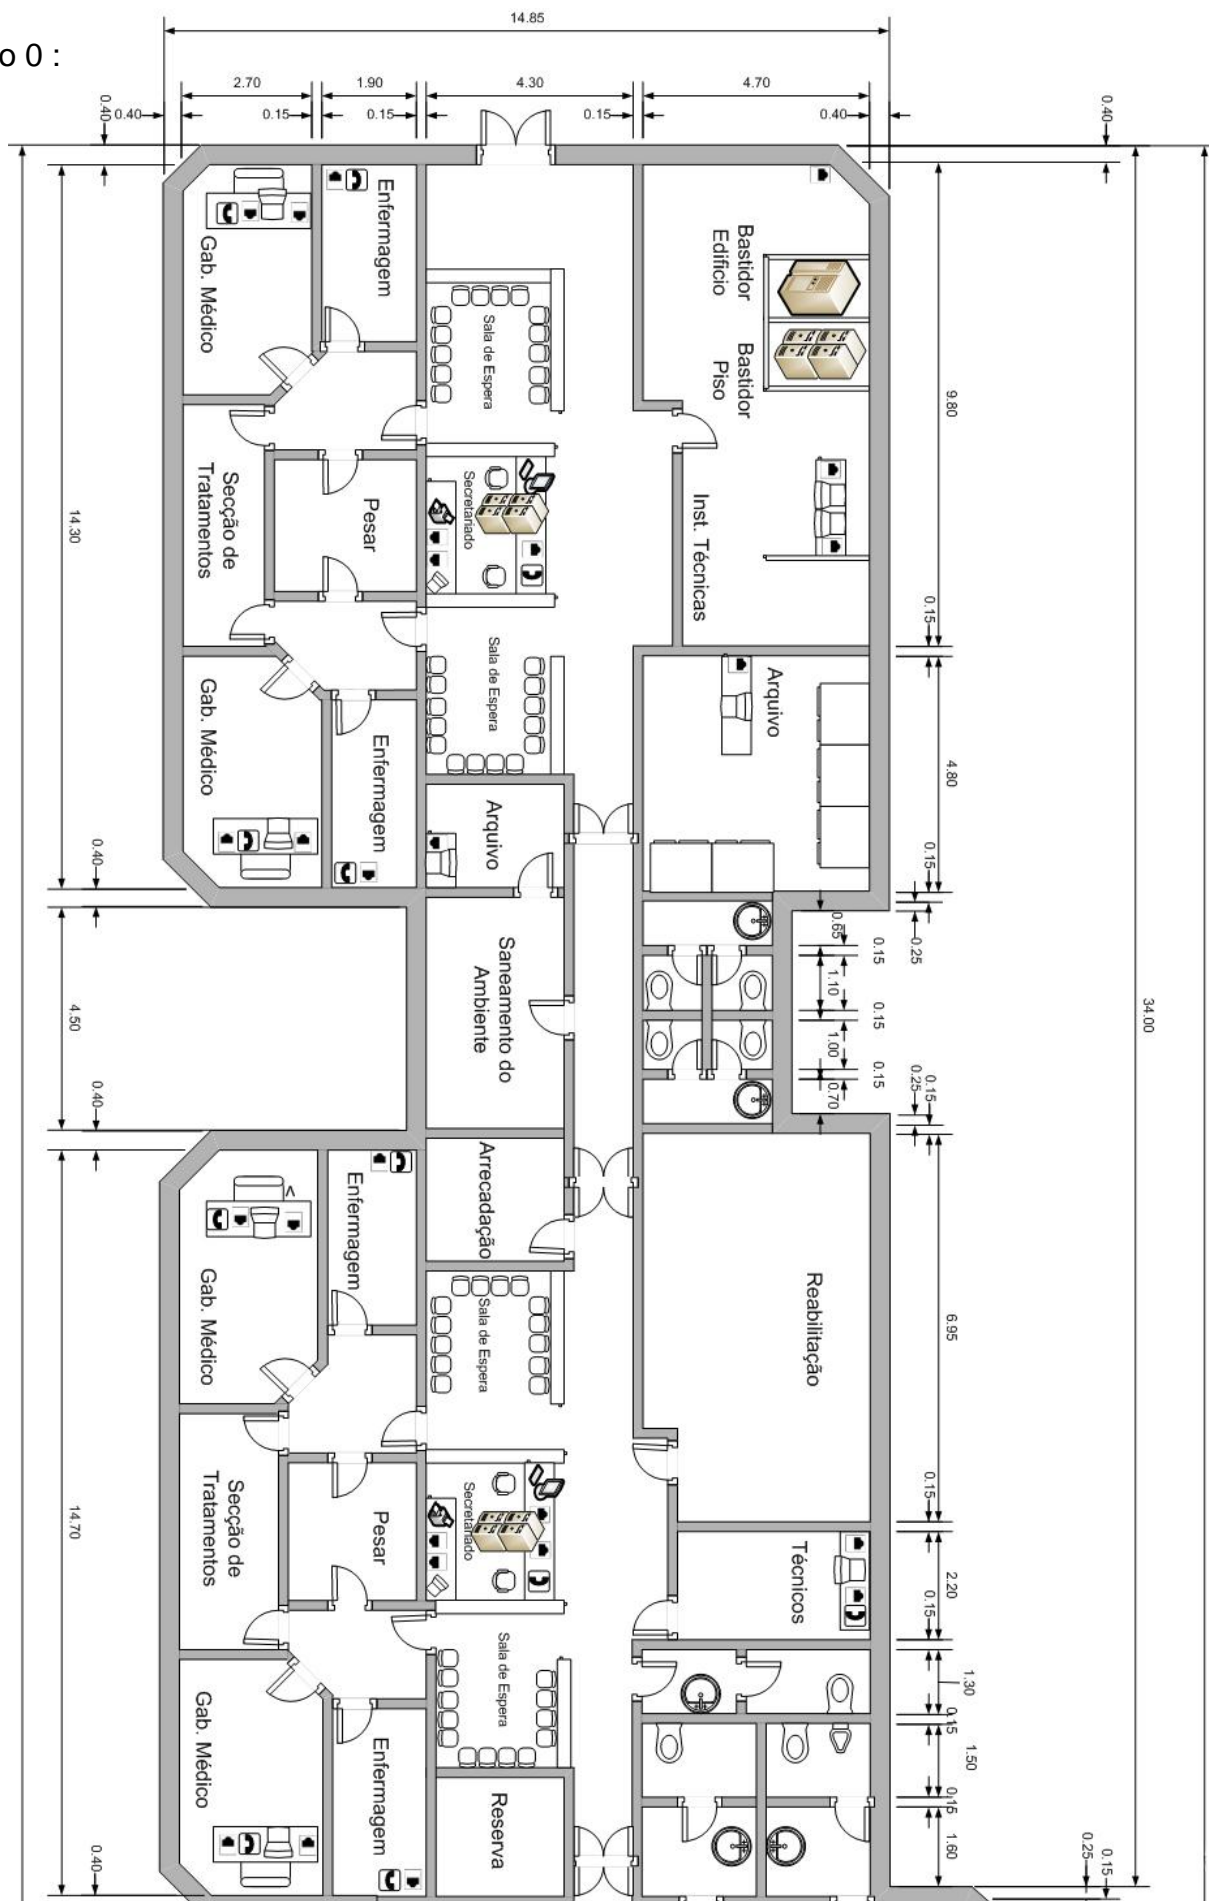 o 0 :
14.85
2.70
1.90
4.30
4.70
0.40
0.40
0.15
0.15
0.15
0.40
0.40
Gab. Médico
Enfermagem
Sala de Espera
Bastidor
Edificio
Bastidor
Piso
9.80
14.30
Secção de
Tratamentos
Pesar
Secretariado
Inst. Técnicas
0.15
Gab. Médico
Enfermagem
Sala de Espera
Arquivo
4.80
Arquivo
0.40
0.15
0.25
0.65
0.15
1.10
0.15
1.00
0.15
0.70
0.25
0.15
34.00
4.50
Saneamento do
Ambiente
0.40
Arrecadação
Gab. Médico
Enfermagem
<
Sala de Espera
Reabilitação
6.95
14.70
Secção de
Tratamentos
Pesar
Secretariado
0.15
Técnicos
2.20
0.15
Gab. Médico
Enfermagem
Sala de Espera
1.30
0.15
1.50
0.15
Reserva
1.60
0.40
0.25
0.15